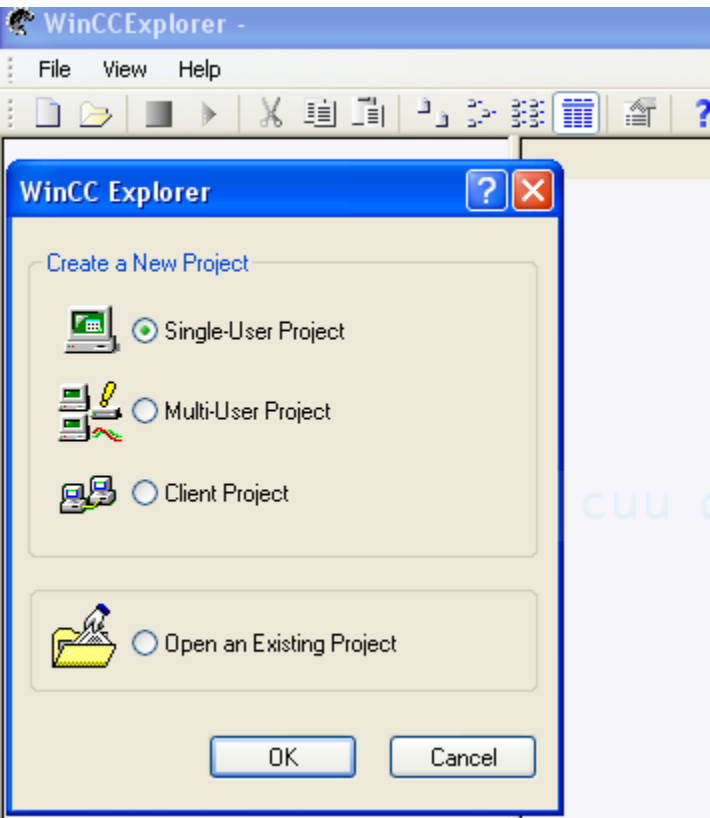 WinCCExplorer -
File View Help
WinCC Explorer
Create a New Project
Single-User Project
Multi-User Project
Client Project
cuu
Open an Existing Project
OK Cancel